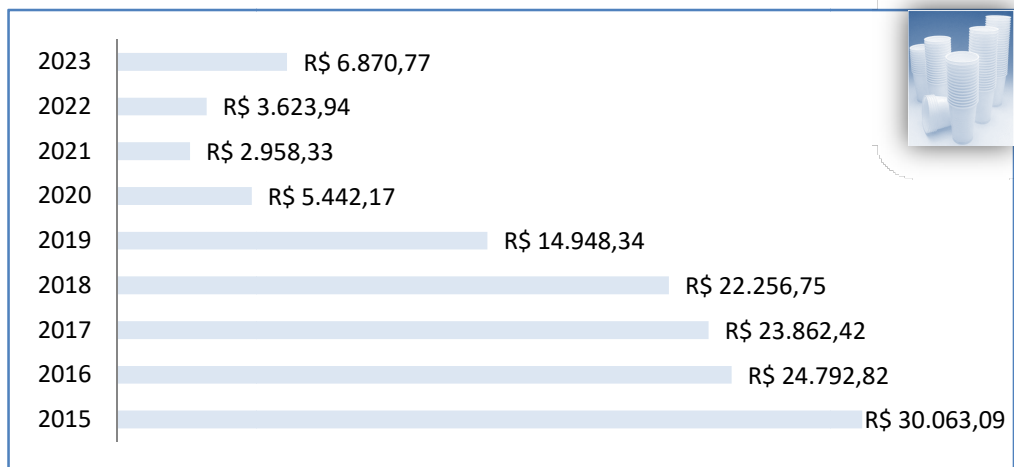 2023 R$ 6.870,77
2022 R$ 3.623,94
2021 R$ 2.958,33
2020 R$ 5.442,17
2019 R$ 14.948,34
2018 R$ 22.256,75
2017 R$ 23.862,42
2016 R$ 24.792,82
2015 R$ 30.063,09